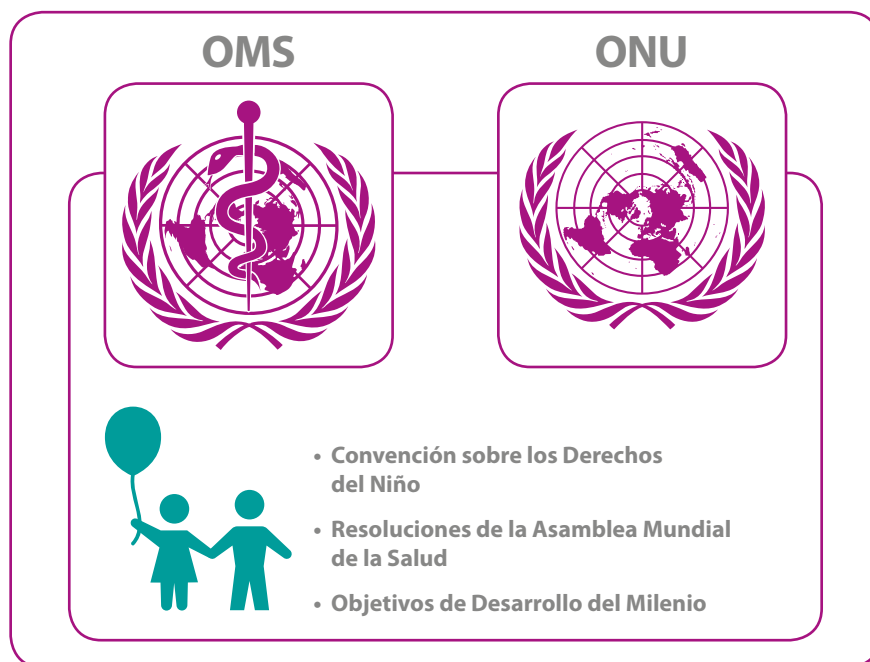 OMS
ONU
• Convención sobre los Derechos
del Niño
• Resoluciones de la Asamblea Mundial
de la Salud
• Objetivos de Desarrollo del Milenio